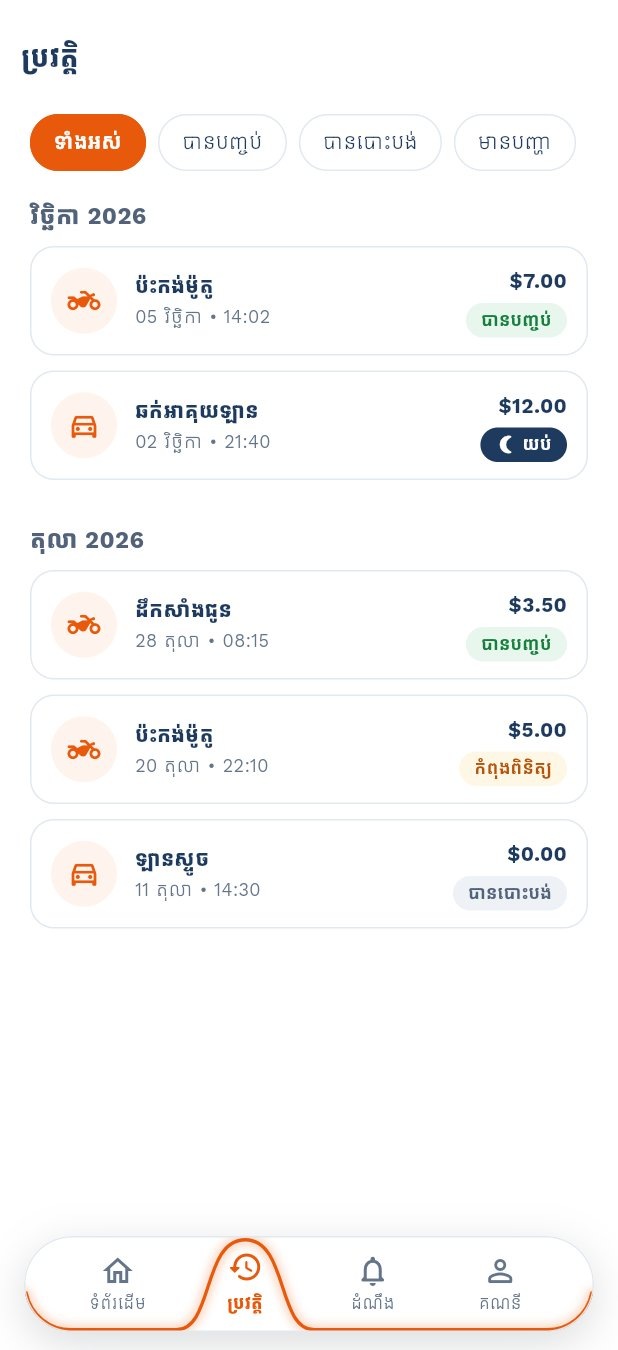 ប្រវត្តិ
ទាំងអស់ បានបញ្ចប់ បានបោះបង់ មានបញ្ហា
វិច្ឆិកា 2026
ប៉ះកង់ម៉ូតូ $7.00
05 វិច្ឆិកា • 14:02 បានបញ្ចប់
ឆក់អាគុយឡាន $12.00
02 វិច្ឆិកា • 21:40 យប់
តុលា 2026
ដឹកសាំងជូន $3.50
28 តុលា • 08:15 បានបញ្ចប់
ប៉ះកង់ម៉ូតូ $5.00
20 តុលា • 22:10 កំពុងពិនិត្យ
ឡានស្ទូច $0.00
11 តុលា • 14:30 បានបោះបង់
ទំព័រដើម ប្រវត្តិ ដំណឹង គណនី